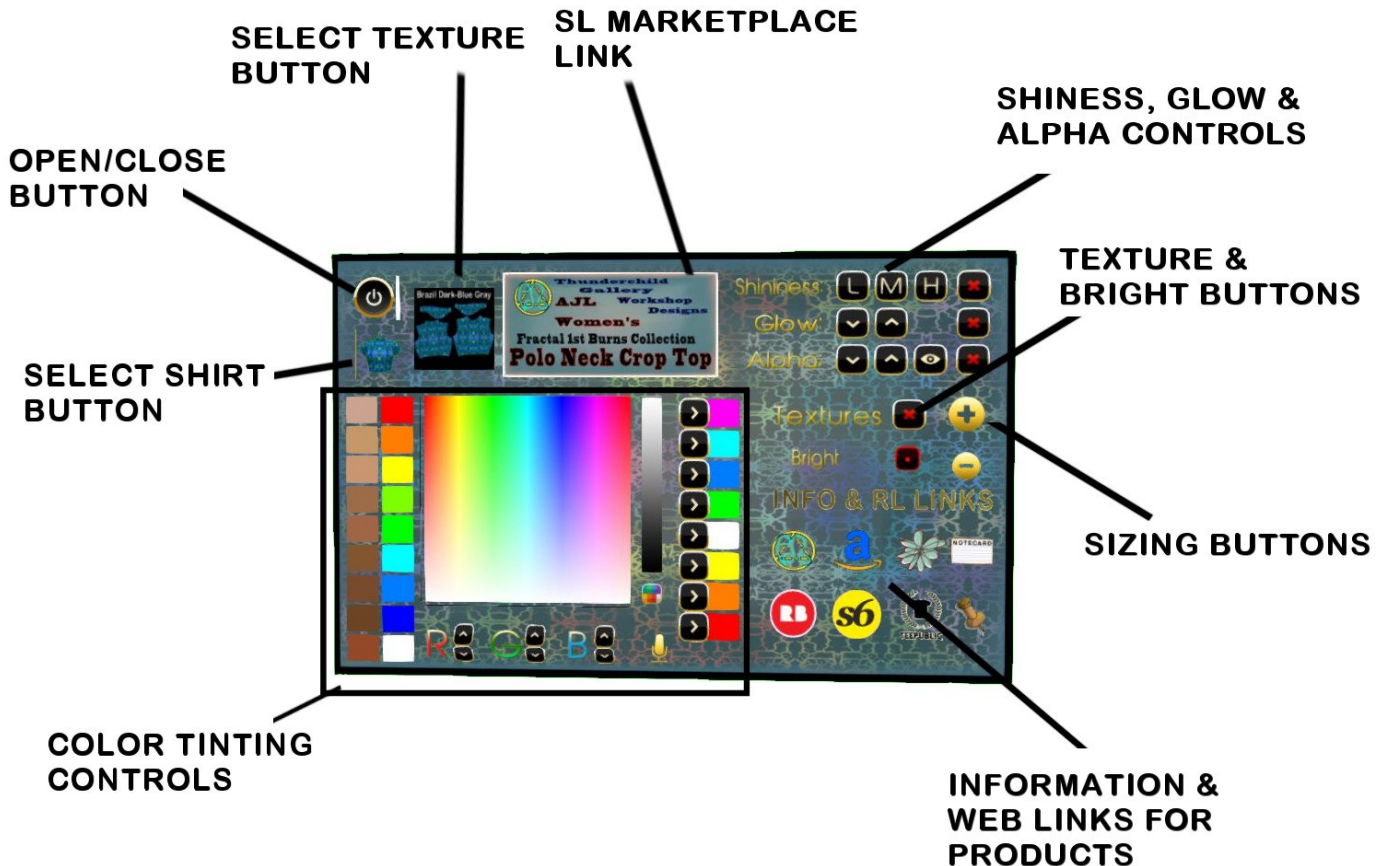 SELECT TEXTURE
BUTTON
SL MARKETPLACE
LINK
SHINESS, GLOW &
ALPHA CONTROLS
OPEN/CLOSE
BUTTON
TEXTURE &
BRIGHT BUTTONS
SELECT SHIRT
BUTTON
Brazil Dark-Blue Gray
Thunderchild
Gallery
AJL Workshop
Designs
Women's
Fractal 1st Burns Collection
Polo Neck Crop Top
Shininess: L M H
Glow:
Alpha:
Textures
Bright
INFO & RL LINKS
a NOTECARD
RB s6 TEEPUBLIC
R G B
SIZING BUTTONS
COLOR TINTING
CONTROLS
INFORMATION &
WEB LINKS FOR
PRODUCTS